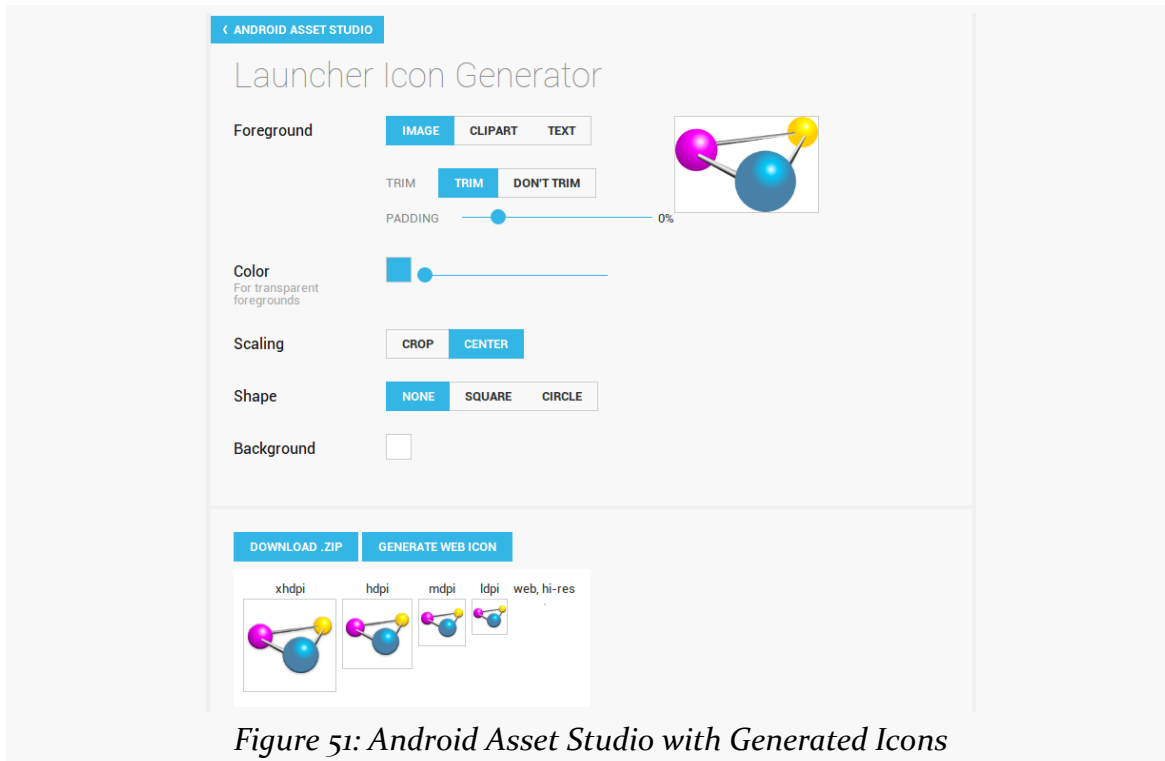 ‹ ANDROID ASSET STUDIO
Launcher Icon Generator
Foreground IMAGE CLIPART TEXT
TRIM TRIM DON'T TRIM
PADDING 0%
Color
For transparent
foregrounds
Scaling CROP CENTER
Shape NONE SQUARE CIRCLE
Background
DOWNLOAD .ZIP GENERATE WEB ICON
xhdpi hdpi mdpi ldpi web, hi-res
Figure 51: Android Asset Studio with Generated Icons